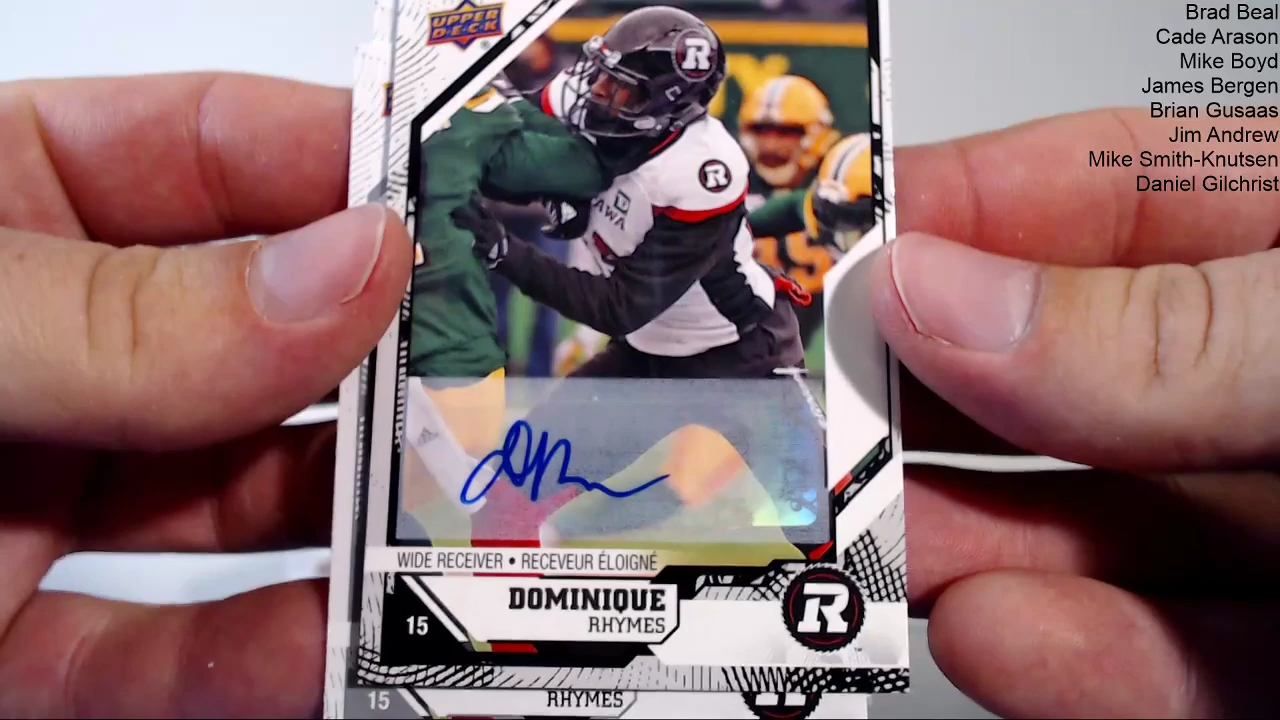 Brad Beal
Cade Arason
Mike Boyd
James Bergen
Brian Gusaas
Jim Andrew
Mike Smith-Knutsen
Daniel Gilchrist
UPPER
DECK
R
R
AWA
WIDE RECEIVER • RECEVEUR ÉLOIGNÉ
DOMINIQUE
15 RHYMES
R
15 RHYMES